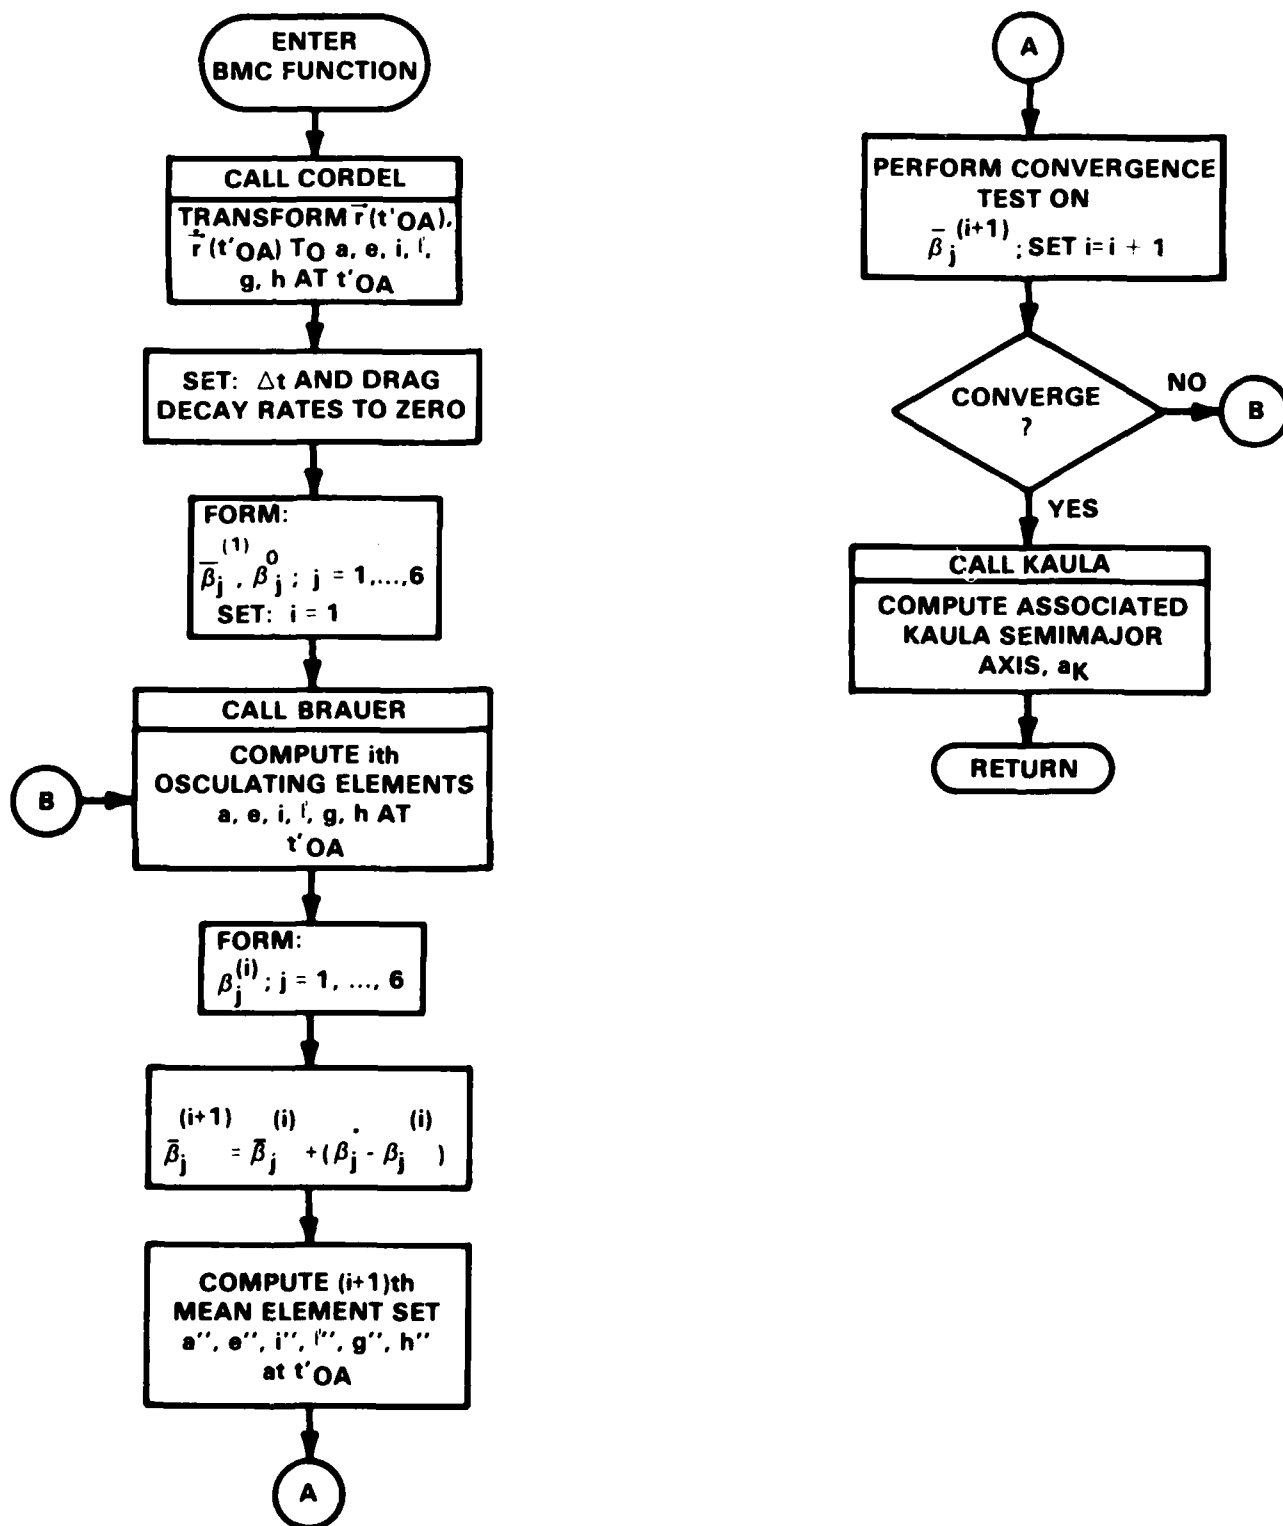 ENTER
BMC FUNCTION
CALL CORDEL
TRANSFORM r⃗(t'OA),
r⃗̇(t'OA) TO a, e, i, l,
g, h AT t'OA
SET: Δt AND DRAG
DECAY RATES TO ZERO
FORM:
β̄j^(1), βj^0; j = 1,...,6
SET: i = 1
CALL BRAUER
COMPUTE ith
OSCULATING ELEMENTS
a, e, i, l, g, h AT
t'OA
B
FORM:
βj^(i); j = 1, ..., 6
β̄j^(i+1) = β̄j^(i) + (βj - βj^(i))
COMPUTE (i+1)th
MEAN ELEMENT SET
a'', e'', i'', l'', g'', h''
at t'OA
A
A
PERFORM CONVERGENCE
TEST ON
β̄j^(i+1); SET i = i + 1
CONVERGE
?
NO
B
YES
CALL KAULA
COMPUTE ASSOCIATED
KAULA SEMIMAJOR
AXIS, aK
RETURN